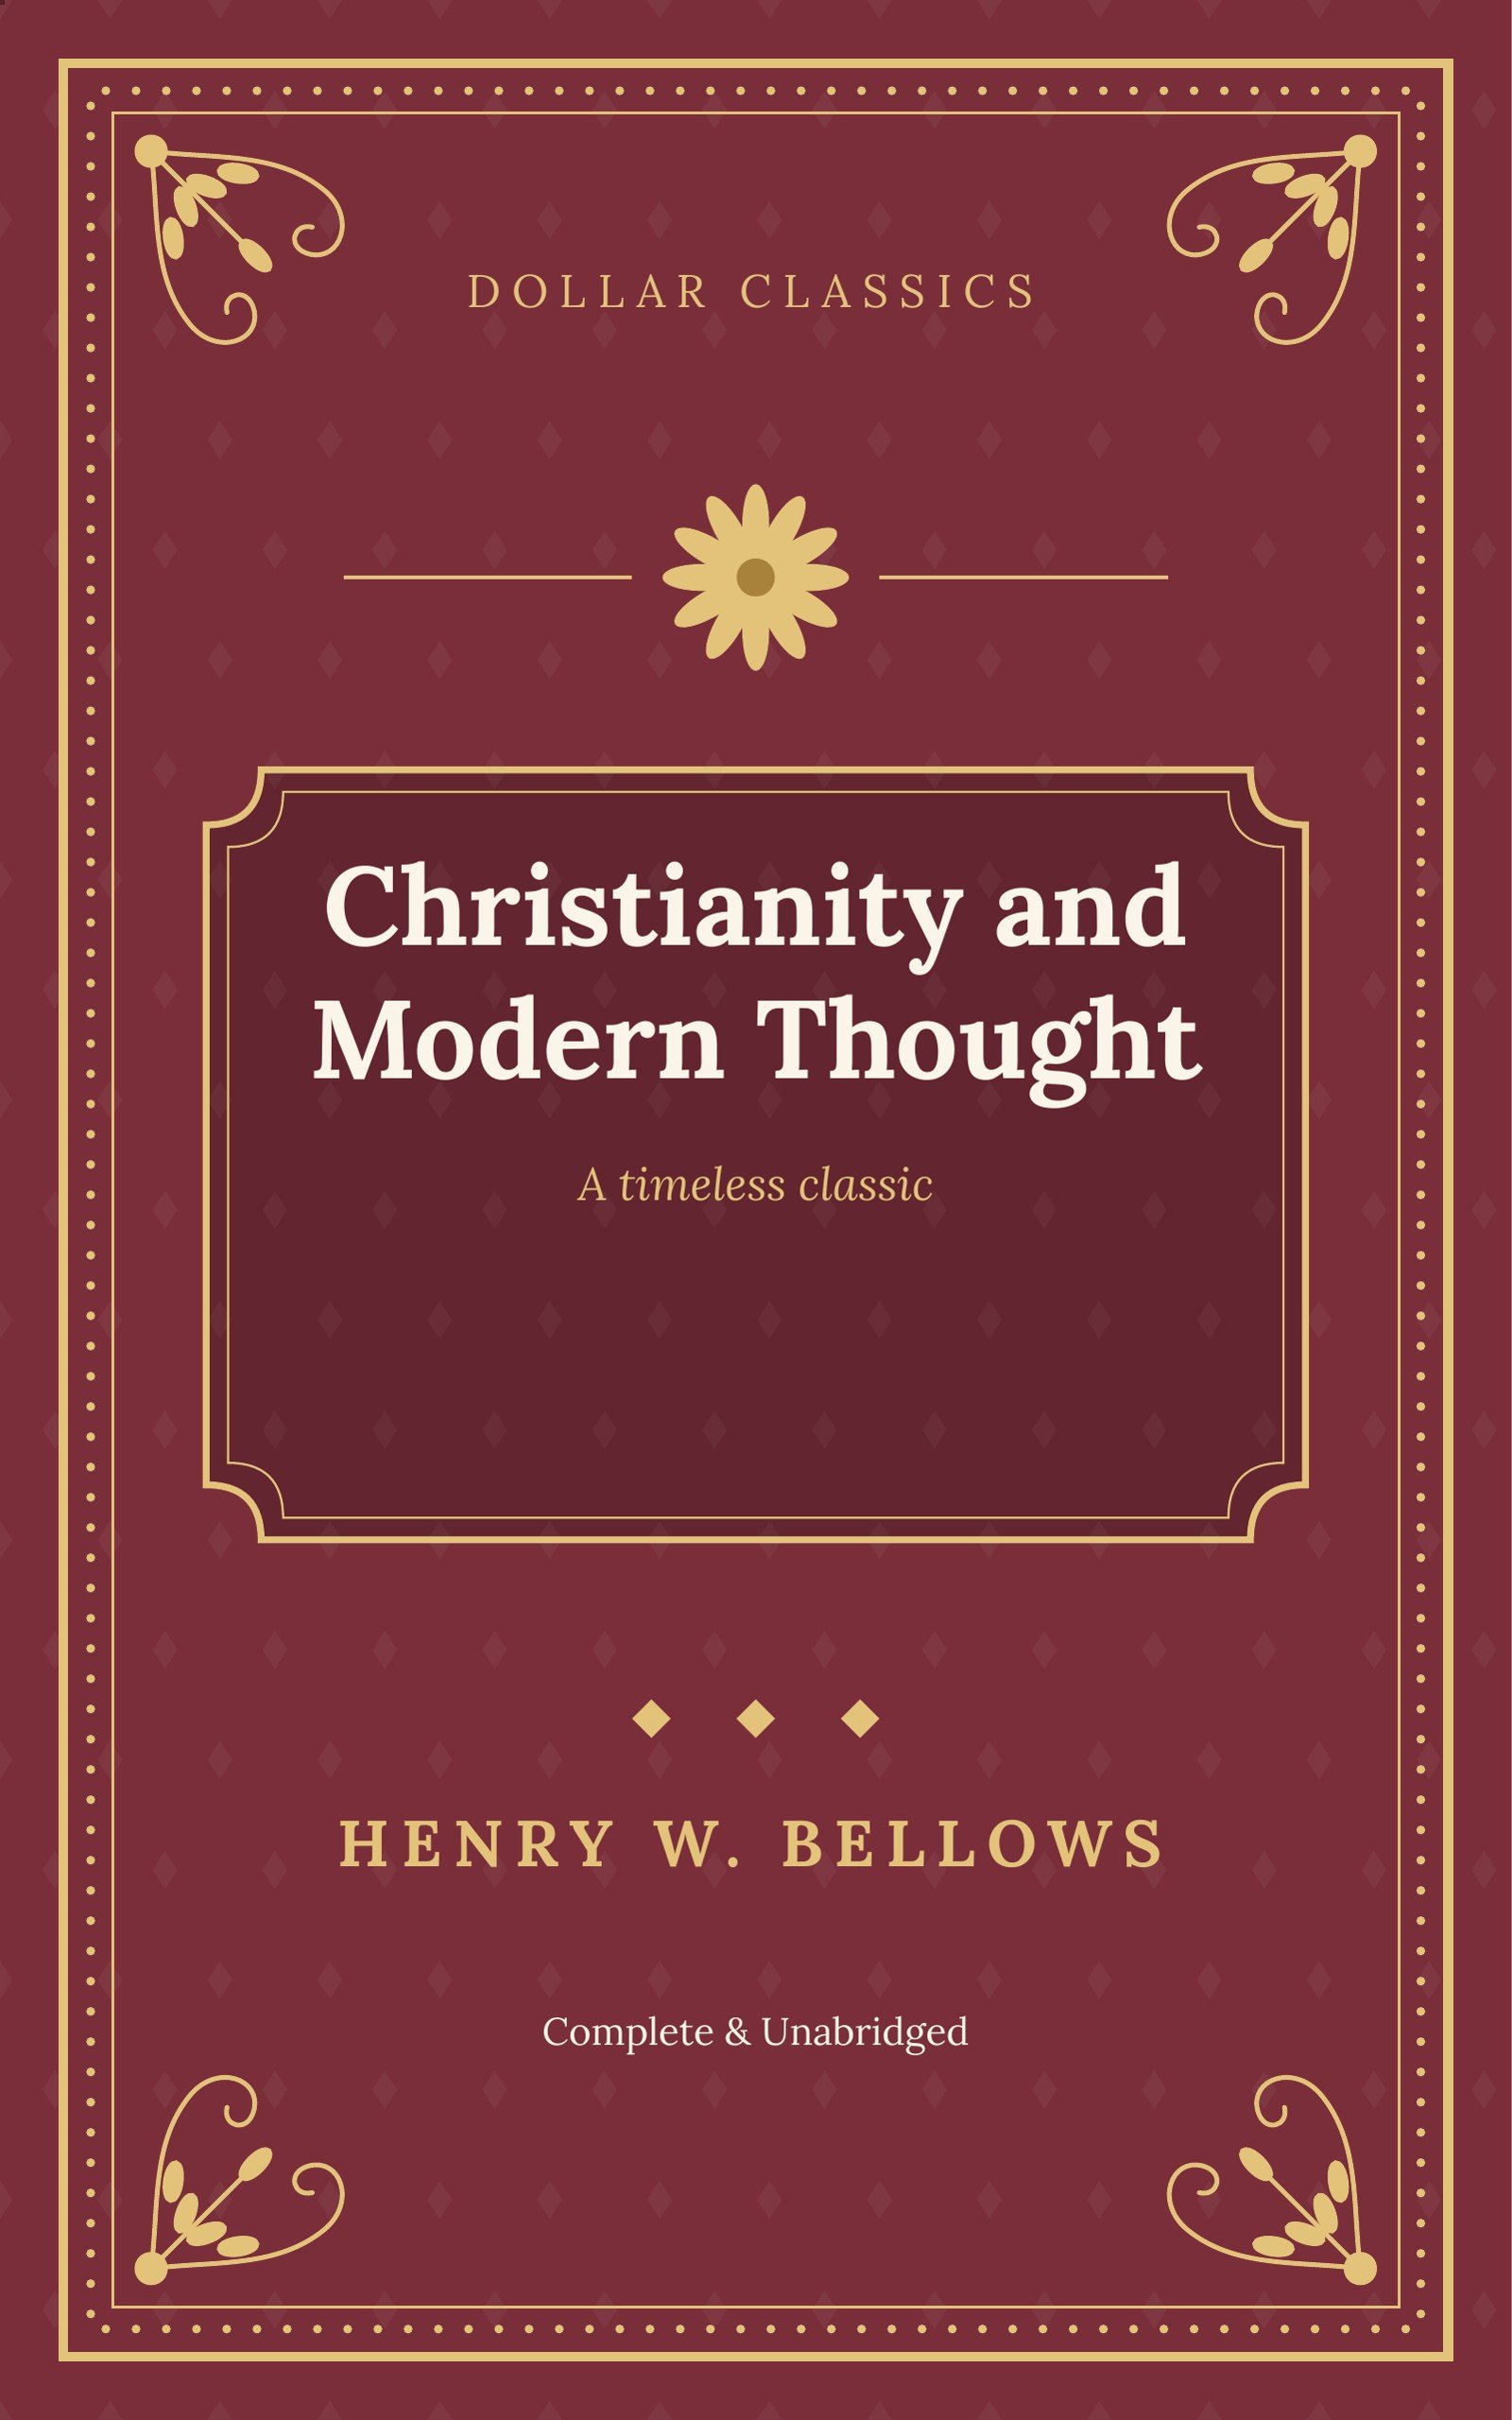 DOLLAR CLASSICS
Christianity and
Modern Thought
A timeless classic
HENRY W. BELLOWS
Complete & Unabridged